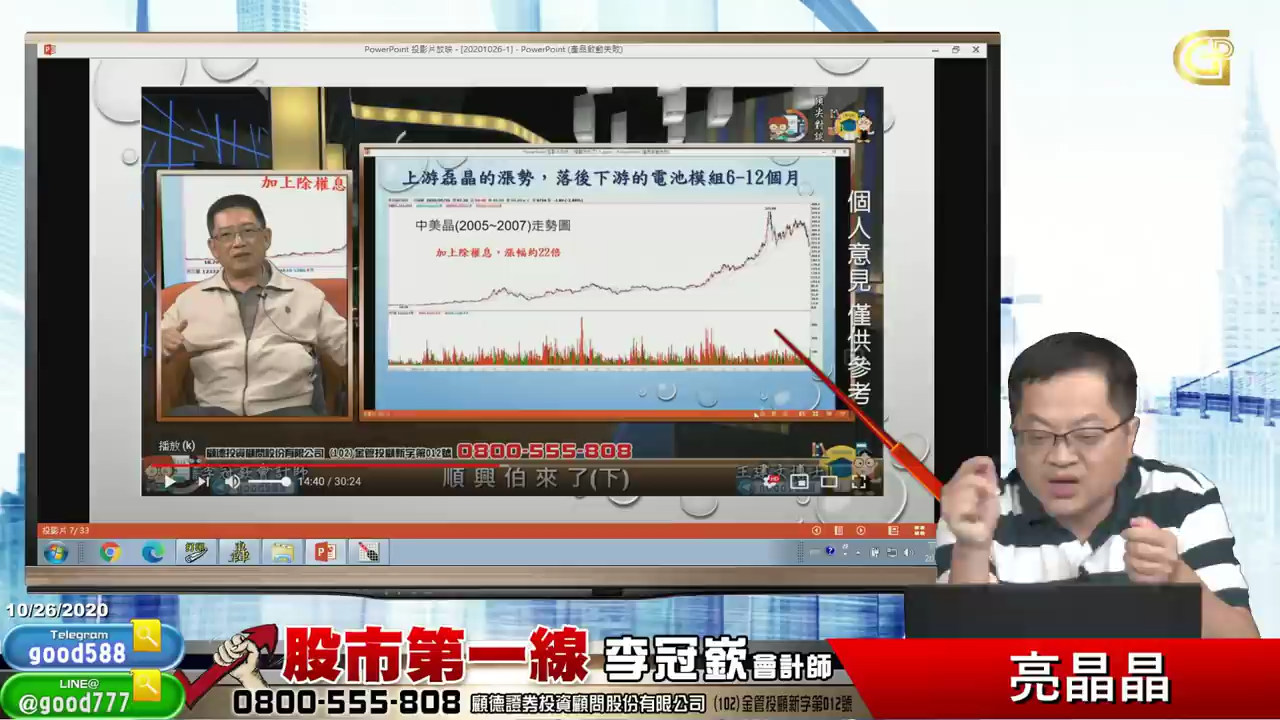 PowerPoint 投影片放映 - [20201026-1] - PowerPoint (產品啟動失敗)
頂尖對談
加上除權息
上游磊晶的漲勢，落後下游的電池模組6-12個月
中美晶(2005~2007)走勢圖
加上除權息，漲幅約22倍
個人意見 僅供參考
播放 (k)
顧德投資顧問股份有限公司 (102)金管投顧新字第012號 0800-555-808
順興伯來了(下)
14:40 / 30:24
HD
投影片 7/33
10/26/2020
Telegram
good588
LINE@
@good777
股市第一線 李冠嶔會計師
0800-555-808 顧德證券投資顧問股份有限公司 (102)金管投顧新字第012號
亮晶晶